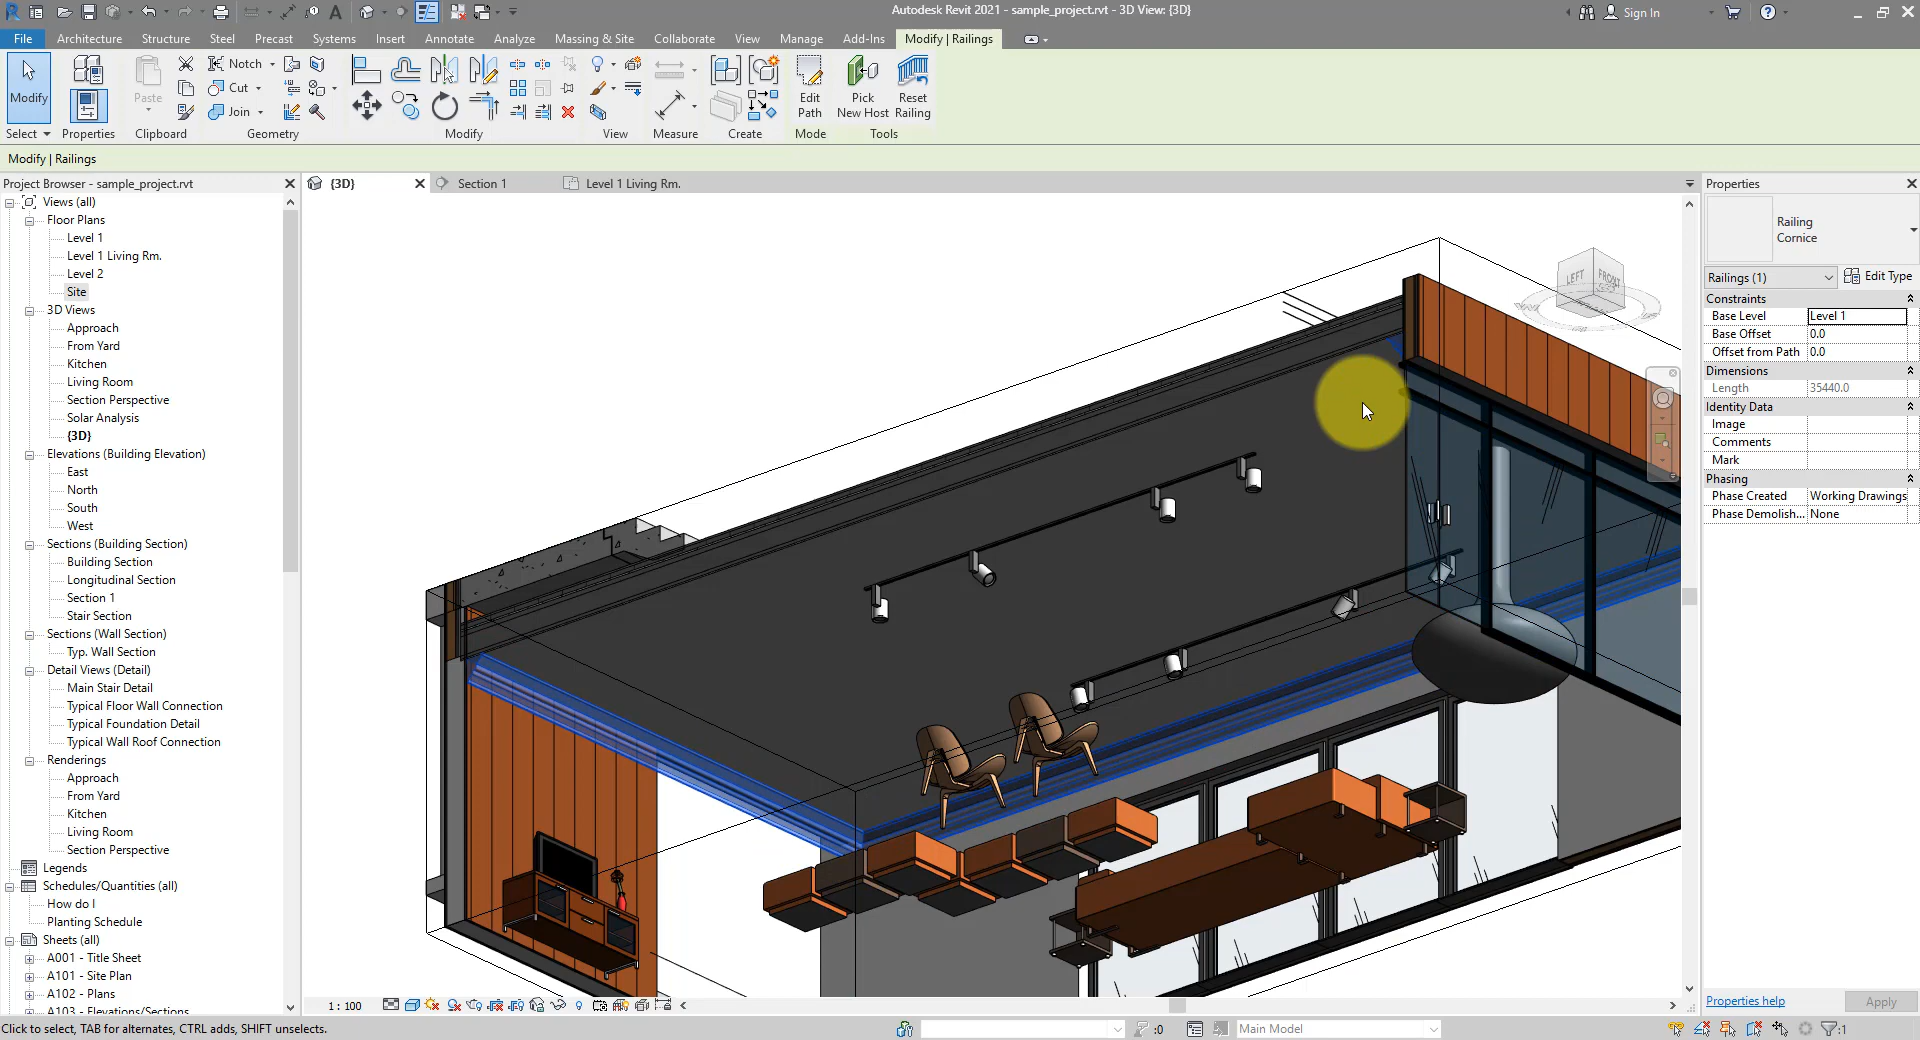 Autodesk Revit 2021 - sample_project.rvt - 3D View: {3D}
Sign In
File
Architecture
Structure
Steel
Precast
Systems
Insert
Annotate
Analyze
Massing & Site
Collaborate
View
Manage
Add-Ins
Modify | Railings
Modify
Paste
Notch
Cut
Join
Edit
Path
Pick
New Host
Reset
Railing
Select
Properties
Clipboard
Geometry
Modify
View
Measure
Create
Mode
Tools
Modify | Railings
Project Browser - sample_project.rvt
{3D}
Section 1
Level 1 Living Rm.
Properties
Views (all)
Floor Plans
Level 1
Level 1 Living Rm.
Level 2
Site
3D Views
Approach
From Yard
Kitchen
Living Room
Section Perspective
Solar Analysis
{3D}
Elevations (Building Elevation)
East
North
South
West
Sections (Building Section)
Building Section
Longitudinal Section
Section 1
Stair Section
Sections (Wall Section)
Typ. Wall Section
Detail Views (Detail)
Main Stair Detail
Typical Floor Wall Connection
Typical Foundation Detail
Typical Wall Roof Connection
Renderings
Approach
From Yard
Kitchen
Living Room
Section Perspective
Legends
Schedules/Quantities (all)
How do I
Planting Schedule
Sheets (all)
A001 - Title Sheet
A101 - Site Plan
A102 - Plans
A103 - Elevations/Sections
LEFT
FRONT
Railing
Cornice
Railings (1)
Edit Type
Constraints
Base Level Level 1
Base Offset 0.0
Offset from Path 0.0
Dimensions
Length 35440.0
Identity Data
Image
Comments
Mark
Phasing
Phase Created Working Drawings
Phase Demolish... None
Properties help
Apply
1 : 100
Click to select, TAB for alternates, CTRL adds, SHIFT unselects.
:0
Main Model
:1